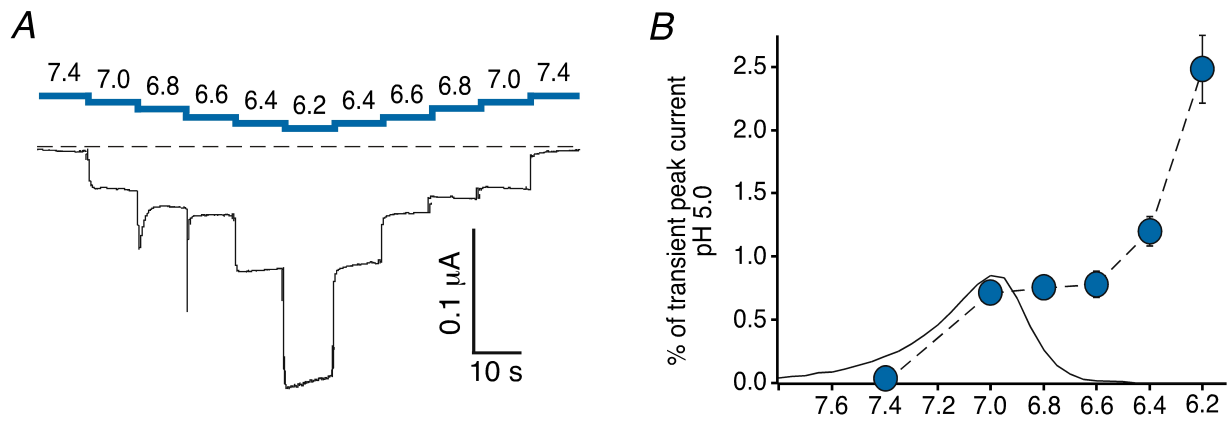 A
7.4 7.0 6.8 6.6 6.4 6.2 6.4 6.6 6.8 7.0 7.4
0.1 μA
10 s
B
% of transient peak current
pH 5.0
2.5
2.0
1.5
1.0
0.5
0.0
7.6 7.4 7.2 7.0 6.8 6.6 6.4 6.2